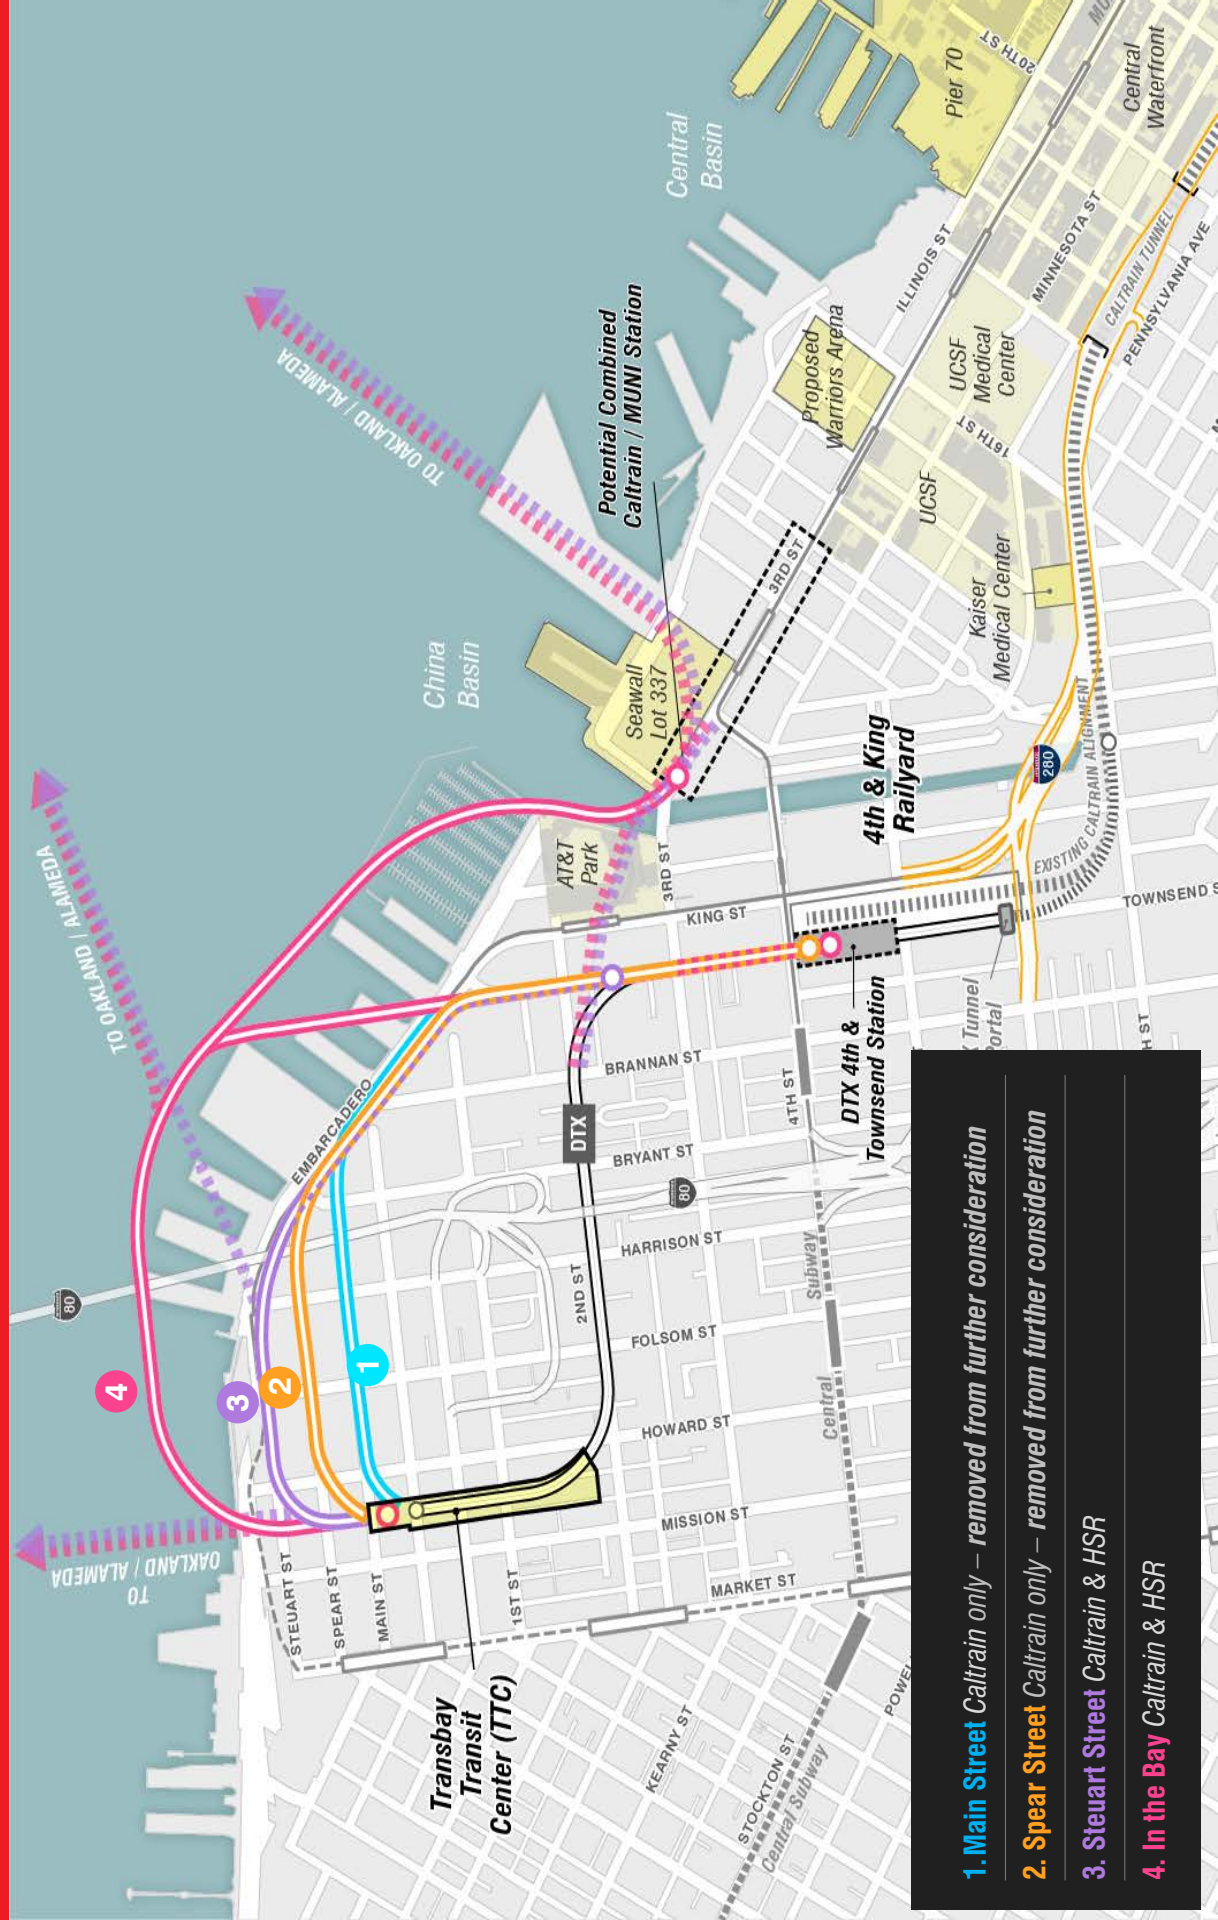 4
3
2
1
80
TO OAKLAND / ALAMEDA
TO OAKLAND / ALAMEDA
TO
OAKLAND / ALAMEDA
China
Basin
Central
Basin
Potential Combined
Caltrain / MUNI Station
Proposed
Warriors Arena
Pier 70
20TH ST
Central
Waterfront
ILLINOIS ST
MINNESOTA ST
CALTRAIN TUNNEL
PENNSYLVANIA AVE
UCSF
Medical
Center
16TH ST
UCSF
3RD ST
Kaiser
Medical Center
Seawall
Lot 337
AT&T
Park
3RD ST
KING ST
4th & King
Railyard
280
EXISTING CALTRAIN ALIGNMENT
TOWNSEND S
EMBARCADERO
BRANNAN ST
DTX
BRYANT ST
80
HARRISON ST
2ND ST
FOLSOM ST
HOWARD ST
MISSION ST
MARKET ST
4TH ST
DTX 4th &
Townsend Station
Tunnel
Portal
H ST
Subway
Central
STEUART ST
SPEAR ST
MAIN ST
1ST ST
Transbay
Transit
Center (TTC)
KEARNY ST
STOCKTON ST
Central Subway
POWEL
1. Main Street Caltrain only – removed from further consideration
2. Spear Street Caltrain only – removed from further consideration
3. Steuart Street Caltrain & HSR
4. In the Bay Caltrain & HSR